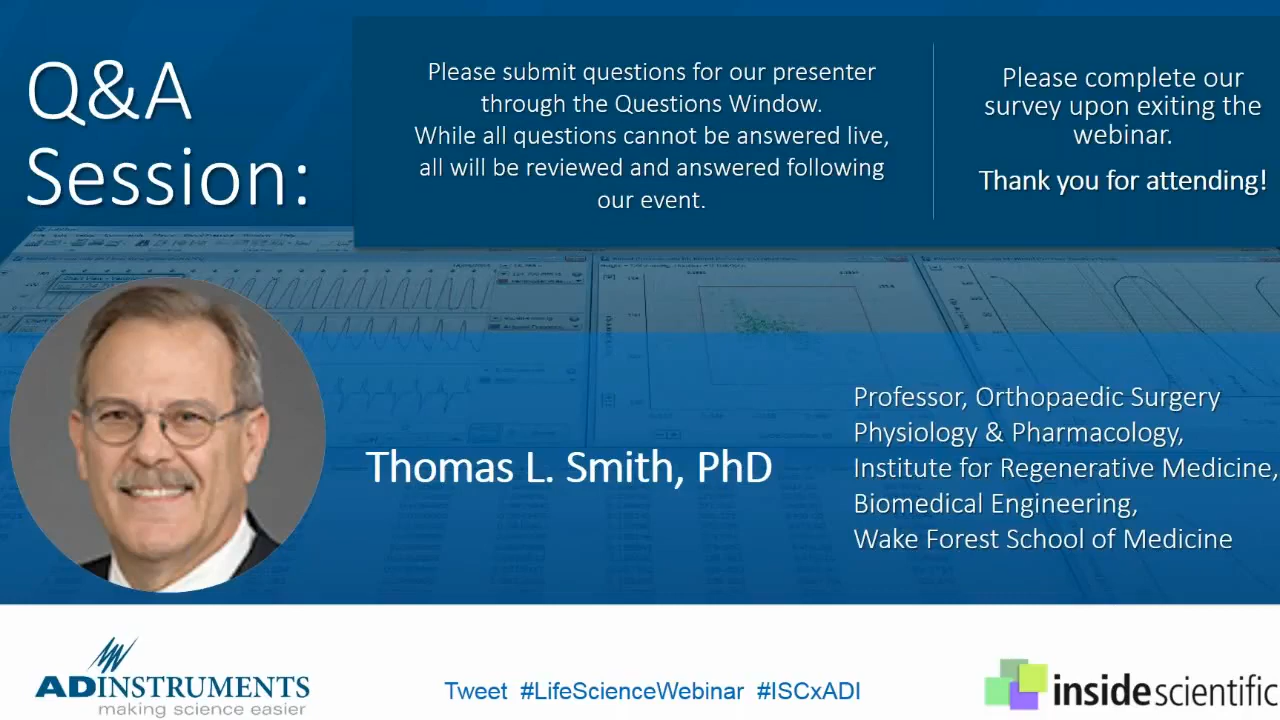 Q&A
Session:
Please submit questions for our presenter
through the Questions Window.
While all questions cannot be answered live,
all will be reviewed and answered following
our event.
Please complete our
survey upon exiting the
webinar.
Thank you for attending!
Thomas L. Smith, PhD
Professor, Orthopaedic Surgery
Physiology & Pharmacology,
Institute for Regenerative Medicine,
Biomedical Engineering,
Wake Forest School of Medicine
ADINSTRUMENTS
making science easier
Tweet #LifeScienceWebinar #ISCxADI
insidescientific